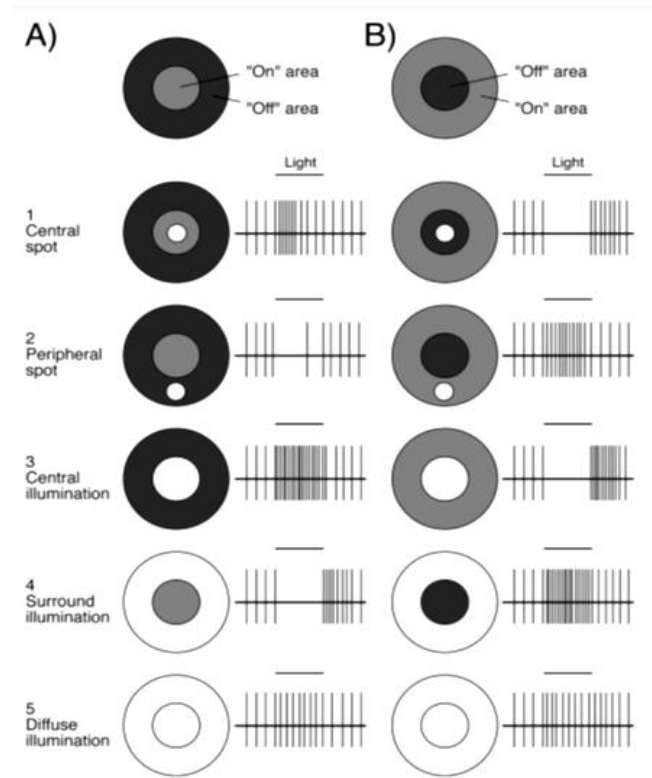 A)
B)
"On" area
"Off" area
"Off" area
"On" area
Light
Light
1
Central
spot
2
Peripheral
spot
3
Central
illumination
4
Surround
illumination
5
Diffuse
illumination